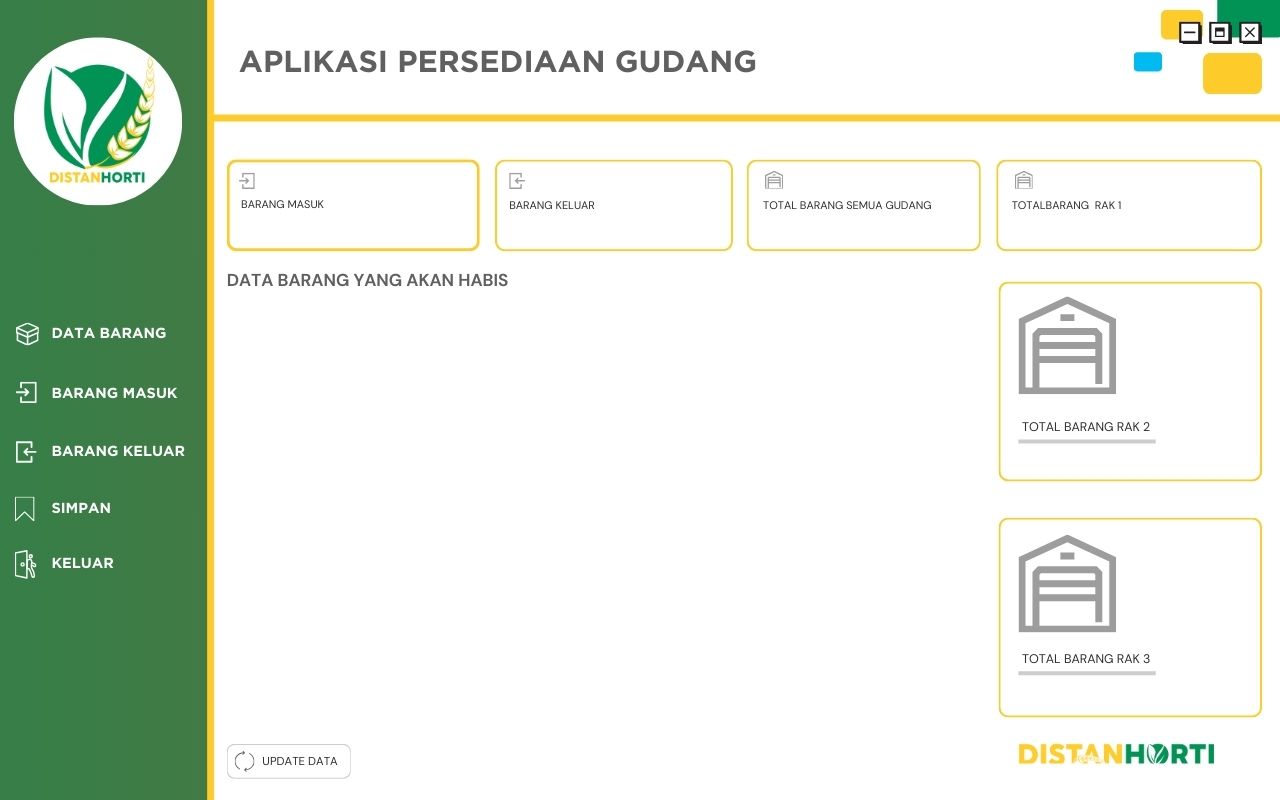 APLIKASI PERSEDIAAN GUDANG
DISTANHORTI
DATA BARANG
BARANG MASUK
BARANG KELUAR
SIMPAN
KELUAR
BARANG MASUK
BARANG KELUAR
TOTAL BARANG SEMUA GUDANG
TOTALBARANG RAK 1
DATA BARANG YANG AKAN HABIS
TOTAL BARANG RAK 2
TOTAL BARANG RAK 3
UPDATE DATA
DISTANHORTI